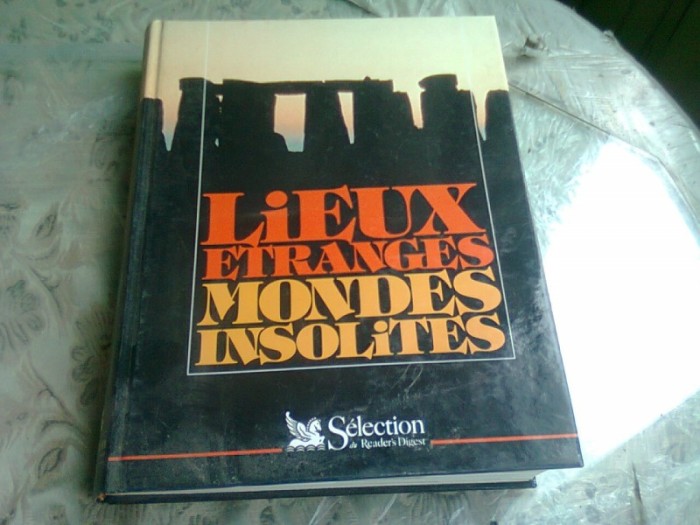 LiEUX
ETRANGES
MONDES
INSOLiTES
Sélection
du Reader's Digest